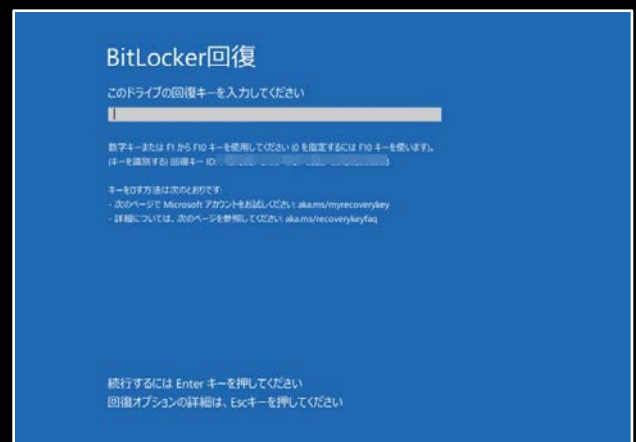 BitLocker回復
このドライブの回復キーを入力してください
数字キーまたは F1 から F10 キーを使用してください (0 を指定するには F10 キーを使います)。
(キーを識別する) 回復キー ID:
キーを回す方法は次のとおりです:
- 次のページで Microsoft アカウントをお試しください: aka.ms/myrecoverykey
- 詳細については、次のページを参照してください: aka.ms/recoverykeyfaq
続行するには Enter キーを押してください
回復オプションの詳細は、Escキーを押してください